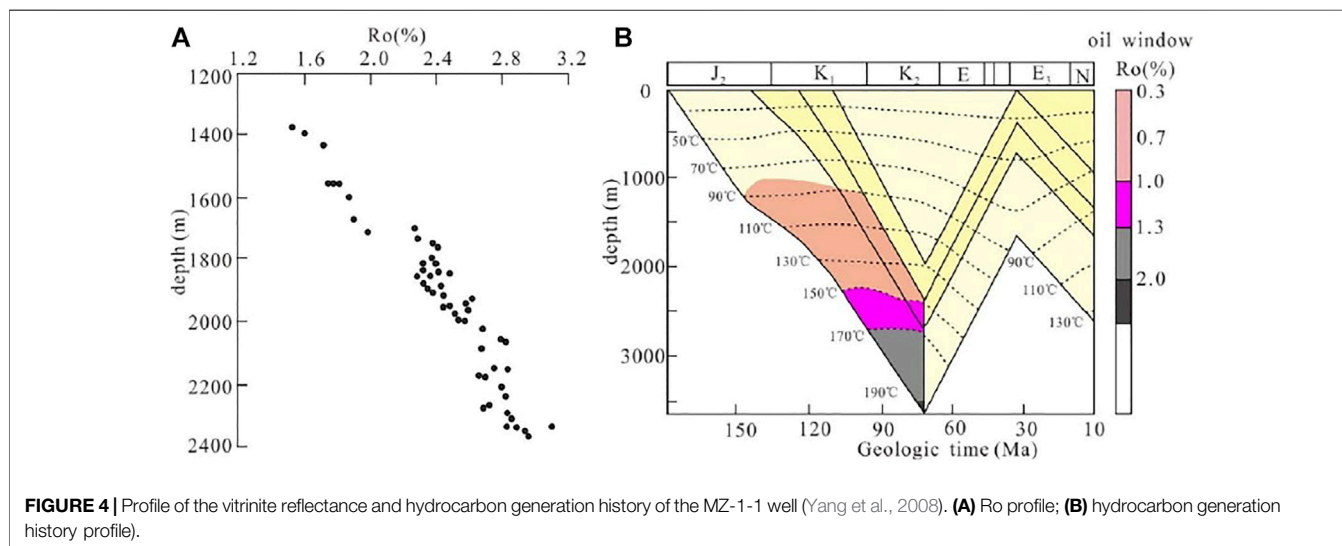 A
Ro(%)
1.2 1.6 2.0 2.4 2.8 3.2
1200
1400
1600
1800
2000
2200
2400
depth(m)
B
oil window
Ro(%)
J₂ K₁ K₂ E E₃ N
0
1000
2000
3000
depth(m)
50℃
70℃
90℃
110℃
130℃
150℃
170℃
190℃
90℃
110℃
130℃
150 120 90 60 30 10
Geologic time(Ma)
0.3
0.7
1.0
1.3
2.0
FIGURE 4 | Profile of the vitrinite reflectance and hydrocarbon generation history of the MZ-1-1 well (Yang et al., 2008). (A) Ro profile; (B) hydrocarbon generation
history profile).